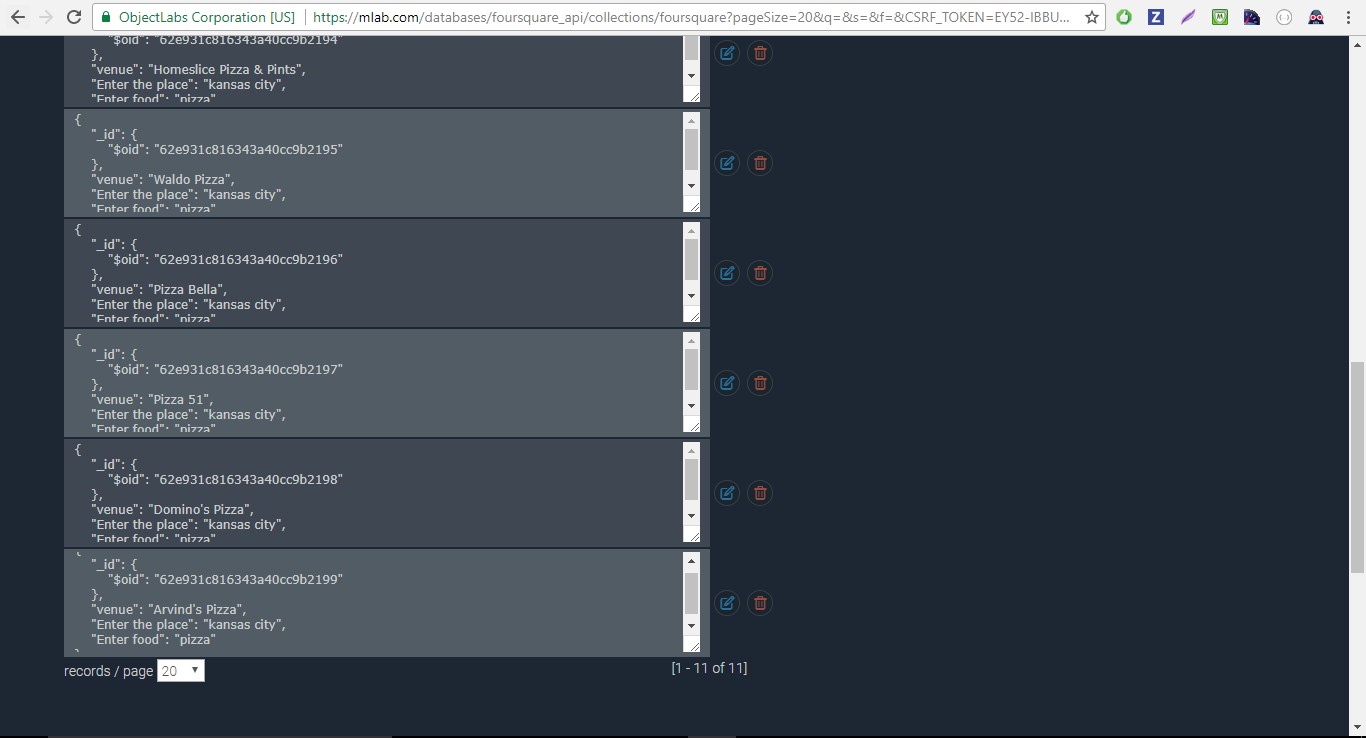 ObjectLabs Corporation [US]
https://mlab.com/databases/foursquare_api/collections/foursquare?pageSize=20&q=&s=&f=&CSRF_TOKEN=EY52-IBBU...
"$oid": "62e931c816343a40cc9b2194"
},
"venue": "Homeslice Pizza & Pints",
"Enter the place": "kansas city",
"Enter food": "pizza"
{
"_id": {
"$oid": "62e931c816343a40cc9b2195"
},
"venue": "Waldo Pizza",
"Enter the place": "kansas city",
"Enter food": "pizza"
{
"_id": {
"$oid": "62e931c816343a40cc9b2196"
},
"venue": "Pizza Bella",
"Enter the place": "kansas city",
"Enter food": "pizza"
{
"_id": {
"$oid": "62e931c816343a40cc9b2197"
},
"venue": "Pizza 51",
"Enter the place": "kansas city",
"Enter food": "pizza"
{
"_id": {
"$oid": "62e931c816343a40cc9b2198"
},
"venue": "Domino's Pizza",
"Enter the place": "kansas city",
"Enter food": "pizza"
{
"_id": {
"$oid": "62e931c816343a40cc9b2199"
},
"venue": "Arvind's Pizza",
"Enter the place": "kansas city",
"Enter food": "pizza"
}
records / page 20
[1 - 11 of 11]